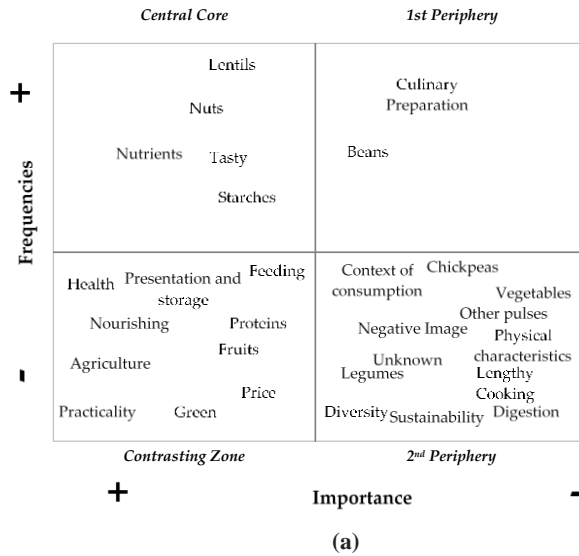 Central Core
1st Periphery
+
Frequencies
-
Lentils
Nuts
Nutrients
Tasty
Starches
Culinary
Preparation
Beans
Health
Presentation and
storage
Feeding
Nourishing
Proteins
Fruits
Agriculture
Price
Practicality
Green
Context of
consumption
Chickpeas
Vegetables
Other pulses
Negative Image
Physical
characteristics
Unknown
Legumes
Lengthy
Cooking
Diversity
Sustainability
Digestion
Contrasting Zone
2nd Periphery
+
Importance
-
(a)